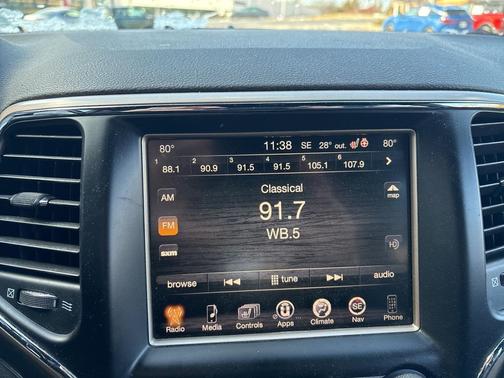 80° 11:38 SE 28° out. 80°
1 88.1 2 90.9 3 91.5 4 91.5 5 105.1 6 107.9
Classical
AM 91.7 map
FM WB.5
sxm HD
browse tune audio
Radio Media Controls Apps Climate SE Nav Phone